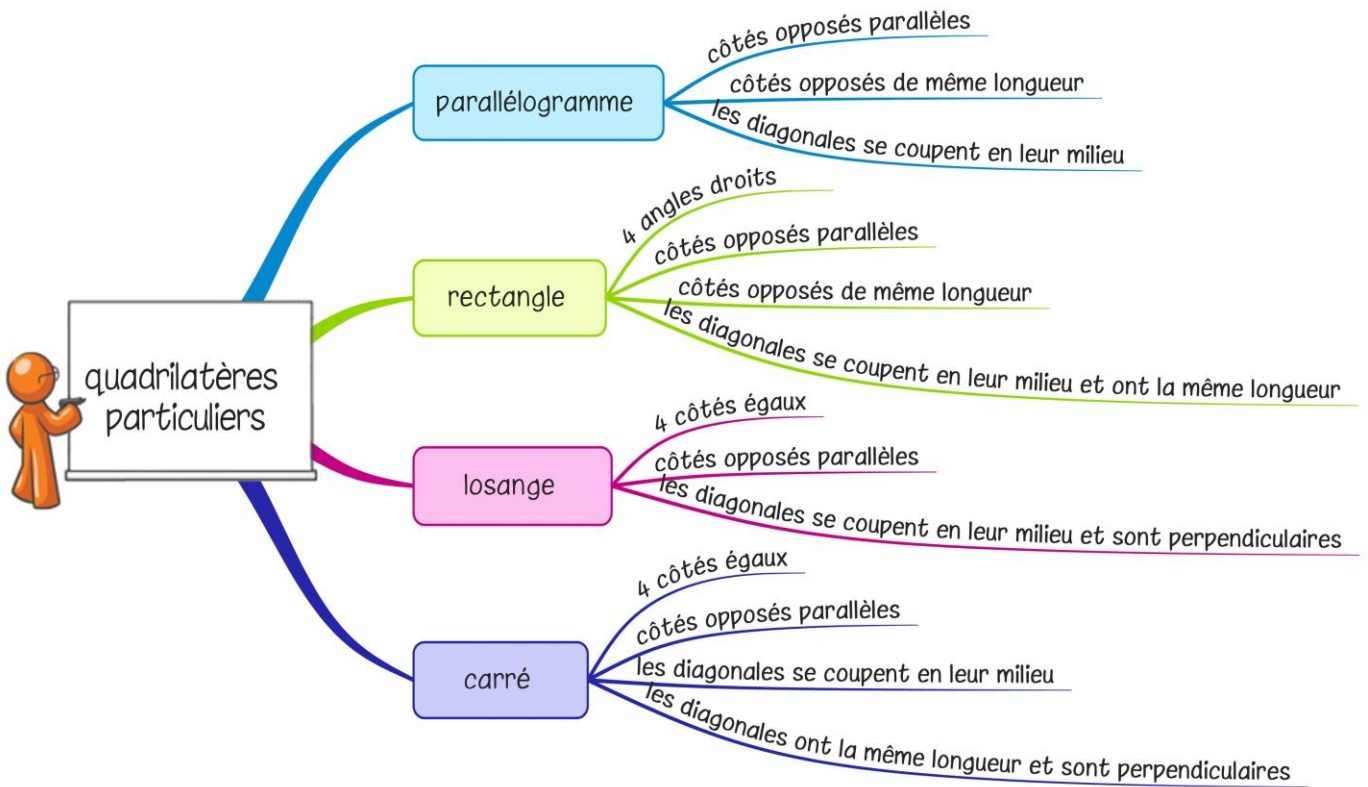 quadrilatères
particuliers
parallélogramme
côtés opposés parallèles
côtés opposés de même longueur
les diagonales se coupent en leur milieu
rectangle
4 angles droits
côtés opposés parallèles
côtés opposés de même longueur
les diagonales se coupent en leur milieu et ont la même longueur
losange
4 côtés égaux
côtés opposés parallèles
les diagonales se coupent en leur milieu et sont perpendiculaires
carré
4 côtés égaux
côtés opposés parallèles
les diagonales se coupent en leur milieu
les diagonales ont la même longueur et sont perpendiculaires